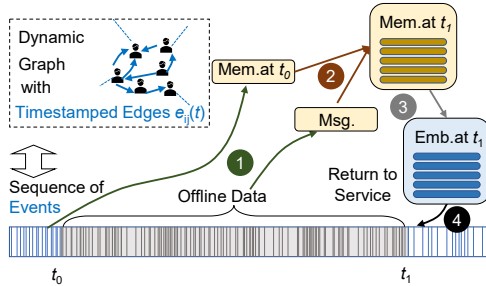 Dynamic
Graph
with
Timestamped Edges eij(t)
Sequence of
Events
Mem.at t0
Msg.
Mem. at t1
Emb.at t1
1
2
3
4
Offline Data
Return to
Service
t0
t1